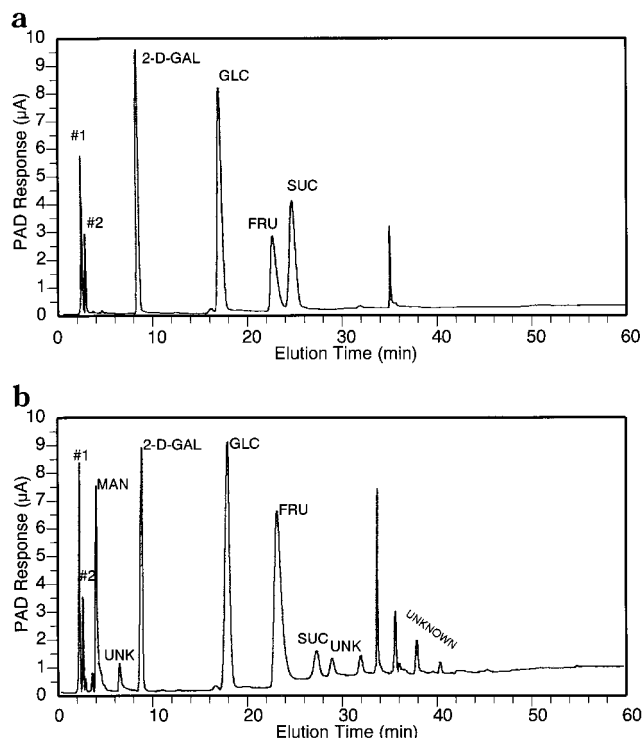 a
10
9
8
7
6
5
4
3
2
1
0
PAD Response (µA)
#1
#2
2-D-GAL
GLC
FRU
SUC
0 10 20 30 40 50 60
Elution Time (min)
b
10
9
8
7
6
5
4
3
2
1
0
PAD Response (µA)
#1
#2
MAN
UNK
2-D-GAL
GLC
FRU
SUC
UNK
UNKNOWN
0 10 20 30 40 50 60
Elution Time (min)